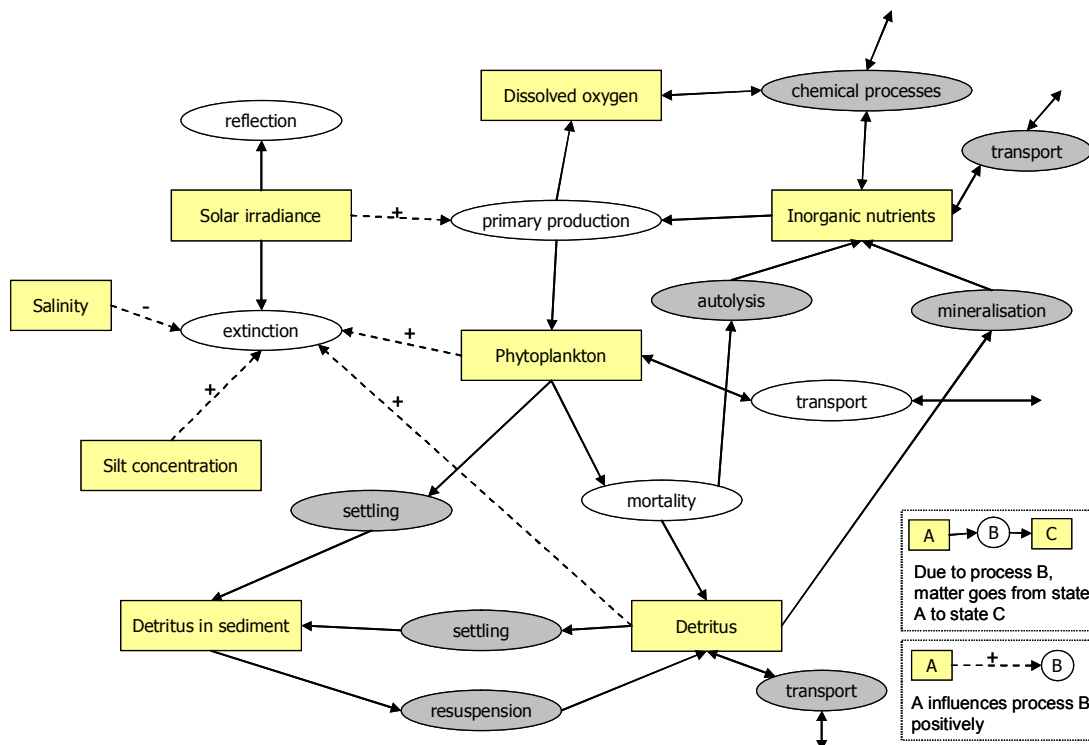 Dissolved oxygen
chemical processes
reflection
transport
Solar irradiance
+
primary production
Inorganic nutrients
Salinity
-
extinction
+
autolysis
mineralisation
Phytoplankton
+
+
transport
Silt concentration
settling
mortality
A
B
C
Due to process B,
matter goes from state
A to state C
Detritus in sediment
settling
Detritus
A
+
B
A influences process B
positively
resuspension
transport